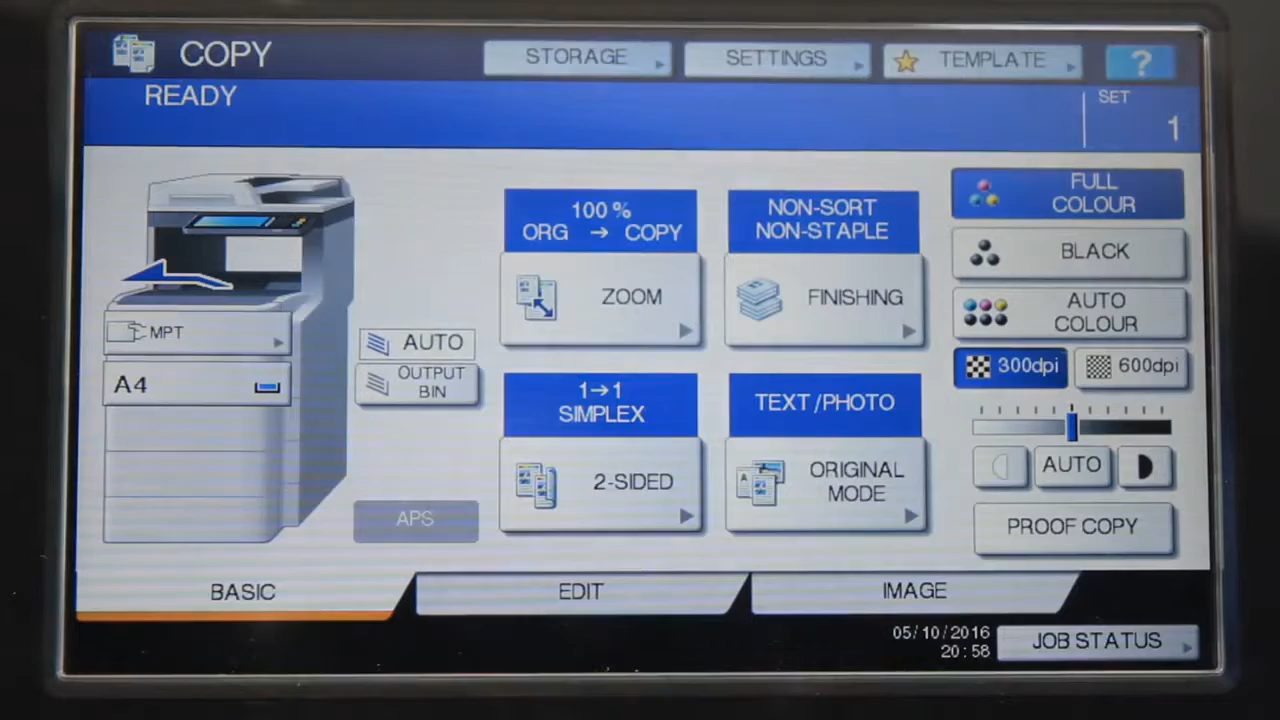 COPY
STORAGE
SETTINGS
TEMPLATE
?
READY
SET
1
MPT
A4
AUTO
OUTPUT
BIN
APS
100 %
ORG → COPY
ZOOM
NON-SORT
NON-STAPLE
FINISHING
1→1
SIMPLEX
2-SIDED
TEXT/PHOTO
ORIGINAL
MODE
FULL
COLOUR
BLACK
AUTO
COLOUR
300dpi
600dpi
AUTO
PROOF COPY
BASIC
EDIT
IMAGE
05/10/2016
20:58
JOB STATUS